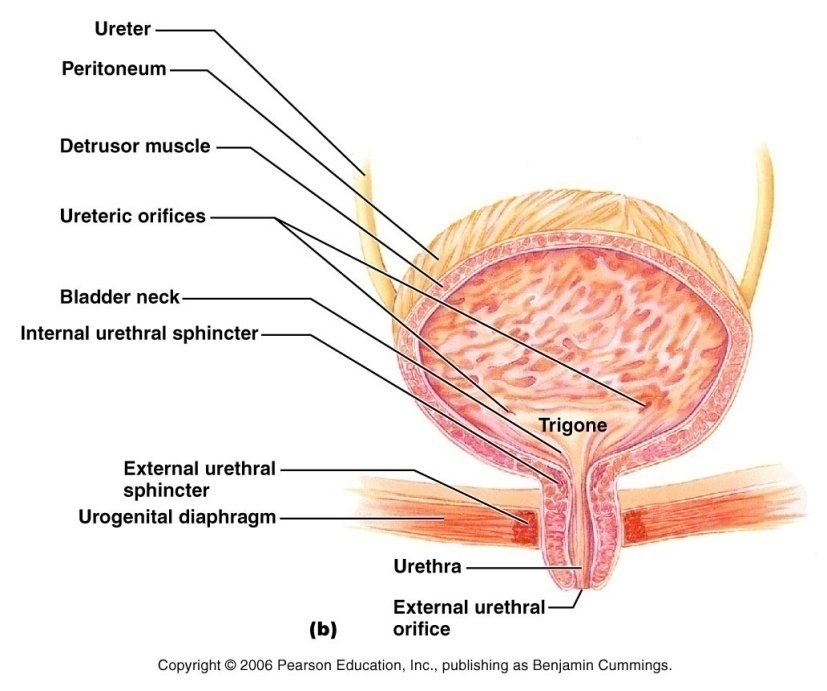 Ureter
Peritoneum
Detrusor muscle
Ureteric orifices
Bladder neck
Internal urethral sphincter
Trigone
External urethral
sphincter
Urogenital diaphragm
Urethra
External urethral
orifice
(b)
Copyright © 2006 Pearson Education, Inc., publishing as Benjamin Cummings.